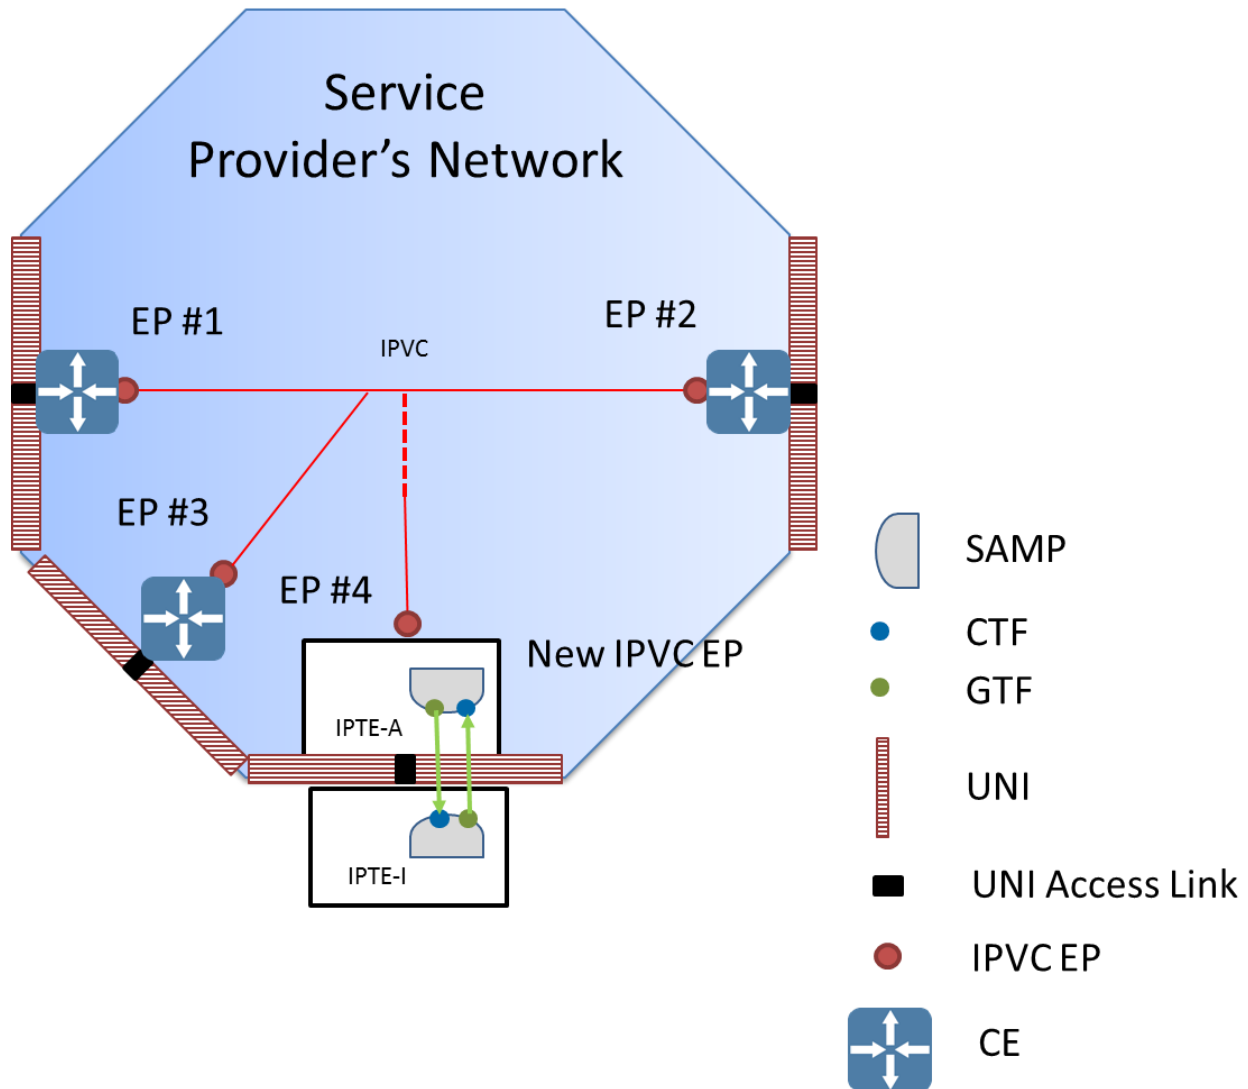 Service
Provider’s Network
EP #1
EP #2
IPVC
EP #3
EP #4
New IPVC EP
IPTE-A
IPTE-I
SAMP
CTF
GTF
UNI
UNI Access Link
IPVC EP
CE